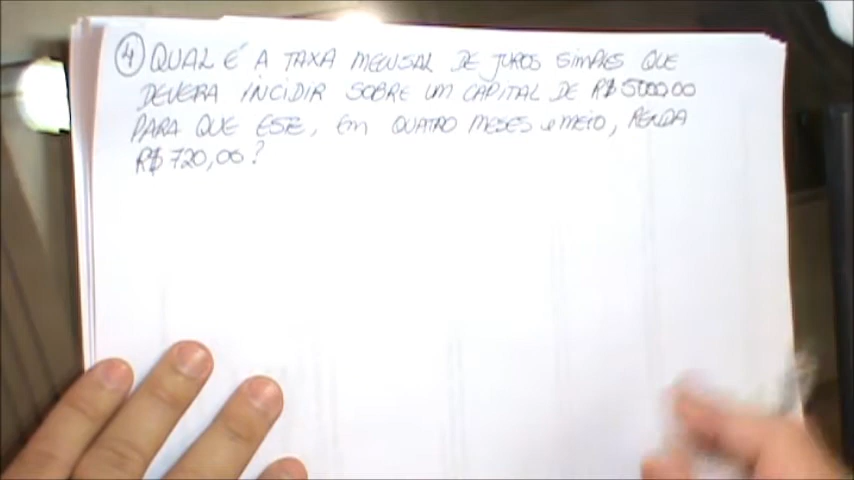 4 QUAL É A TAXA MENSAL DE JUROS SIMPLES QUE
DEVERA INCIDIR SOBRE UM CAPITAL DE R$ 5000,00
PARA QUE ESTE, EM QUATRO MESES e MEIO, RENDA
R$ 720,00?